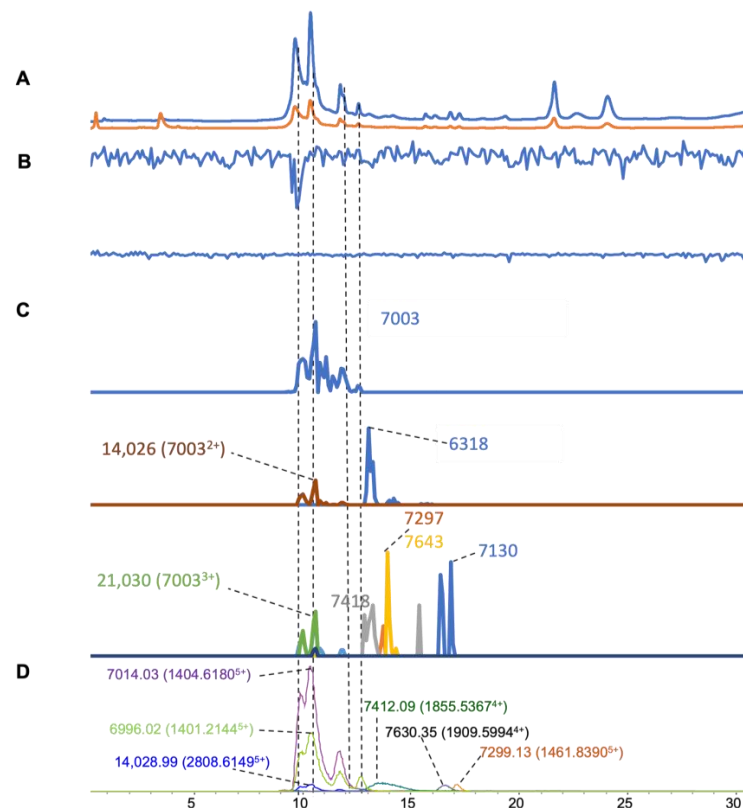 A
B
C
7003
14,026 (7003²⁺)
6318
7297
7643
7130
21,030 (7003³⁺)
7418
D
7014.03 (1404.6180⁵⁺)
7412.09 (1855.5367⁴⁺)
6996.02 (1401.2144⁵⁺)
7630.35 (1909.5994⁴⁺)
7299.13 (1461.8390⁵⁺)
14,028.99 (2808.6149⁵⁺)
5 10 15 20 25 30